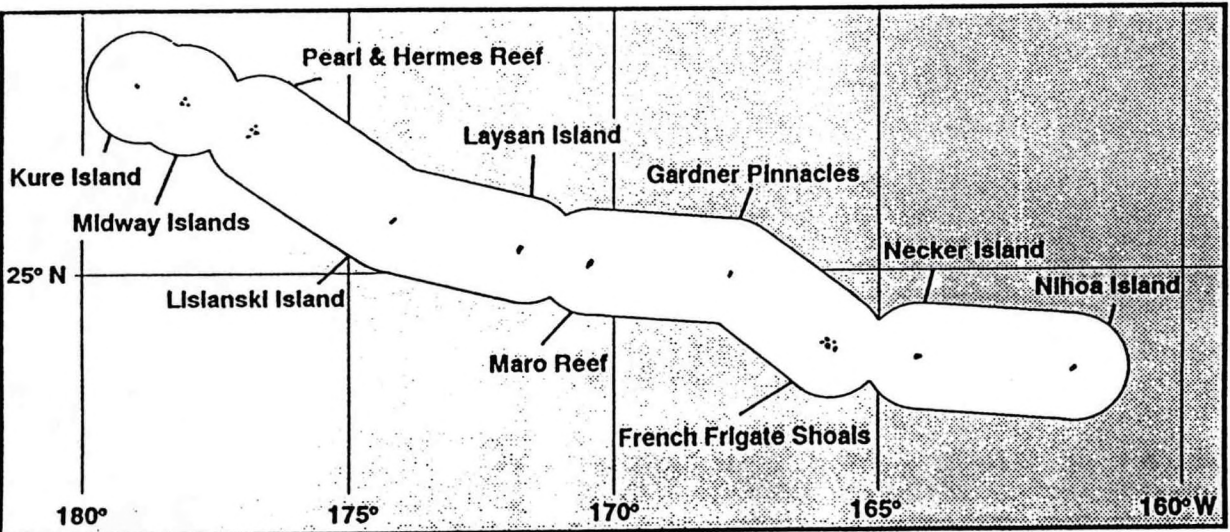 Pearl & Hermes Reef
Laysan Island
Gardner Pinnacles
Kure Island
Midway Islands
Necker Island
25° N
Nihoa Island
Lisianski Island
Maro Reef
French Frigate Shoals
180°
175°
170°
165°
160° W